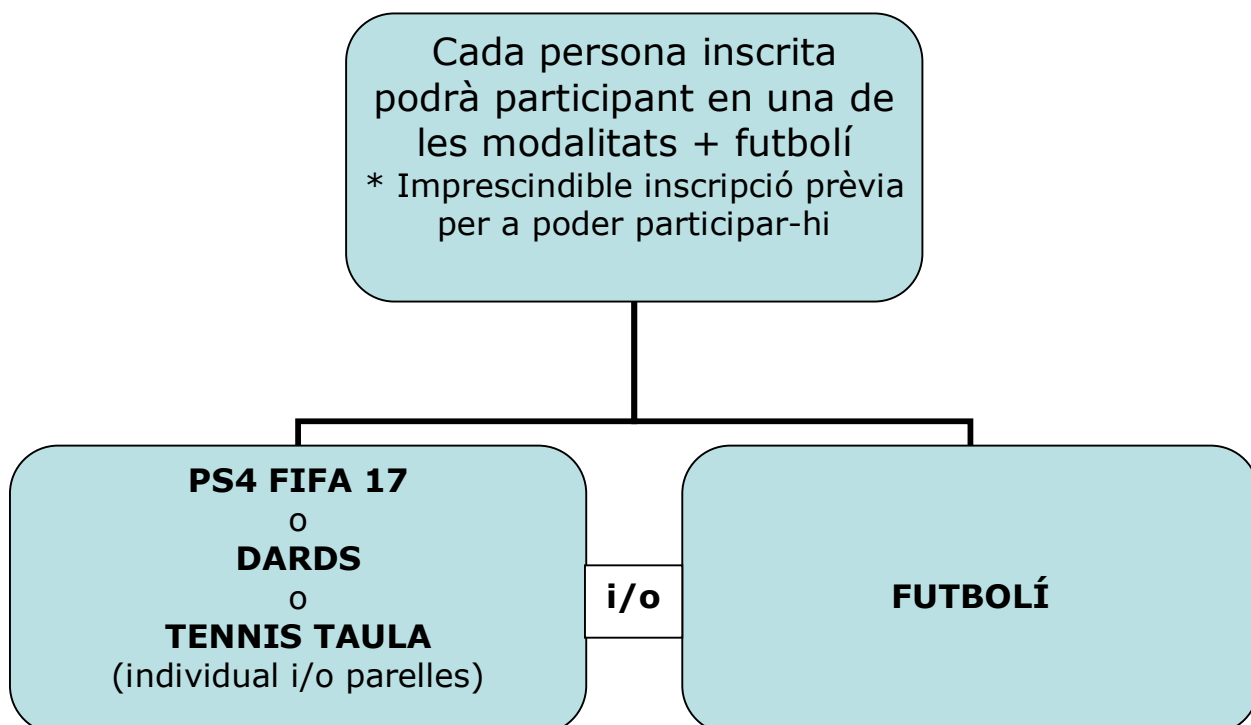 Cada persona inscrita
podrà participant en una de
les modalitats + futbolí
* Imprescindible inscripció prèvia
per a poder participar-hi
PS4 FIFA 17
o
DARDS
o
TENNIS TAULA
(individual i/o parelles)
i/o
FUTBOLÍ